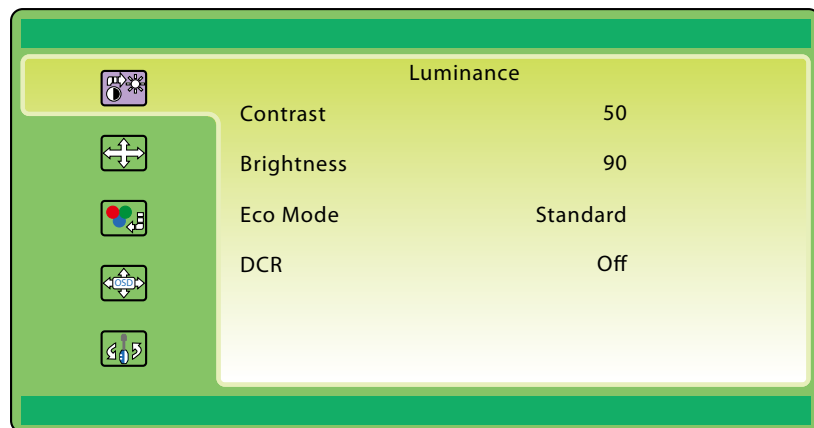 Luminance
Contrast 50
Brightness 90
Eco Mode Standard
DCR Off
OSD